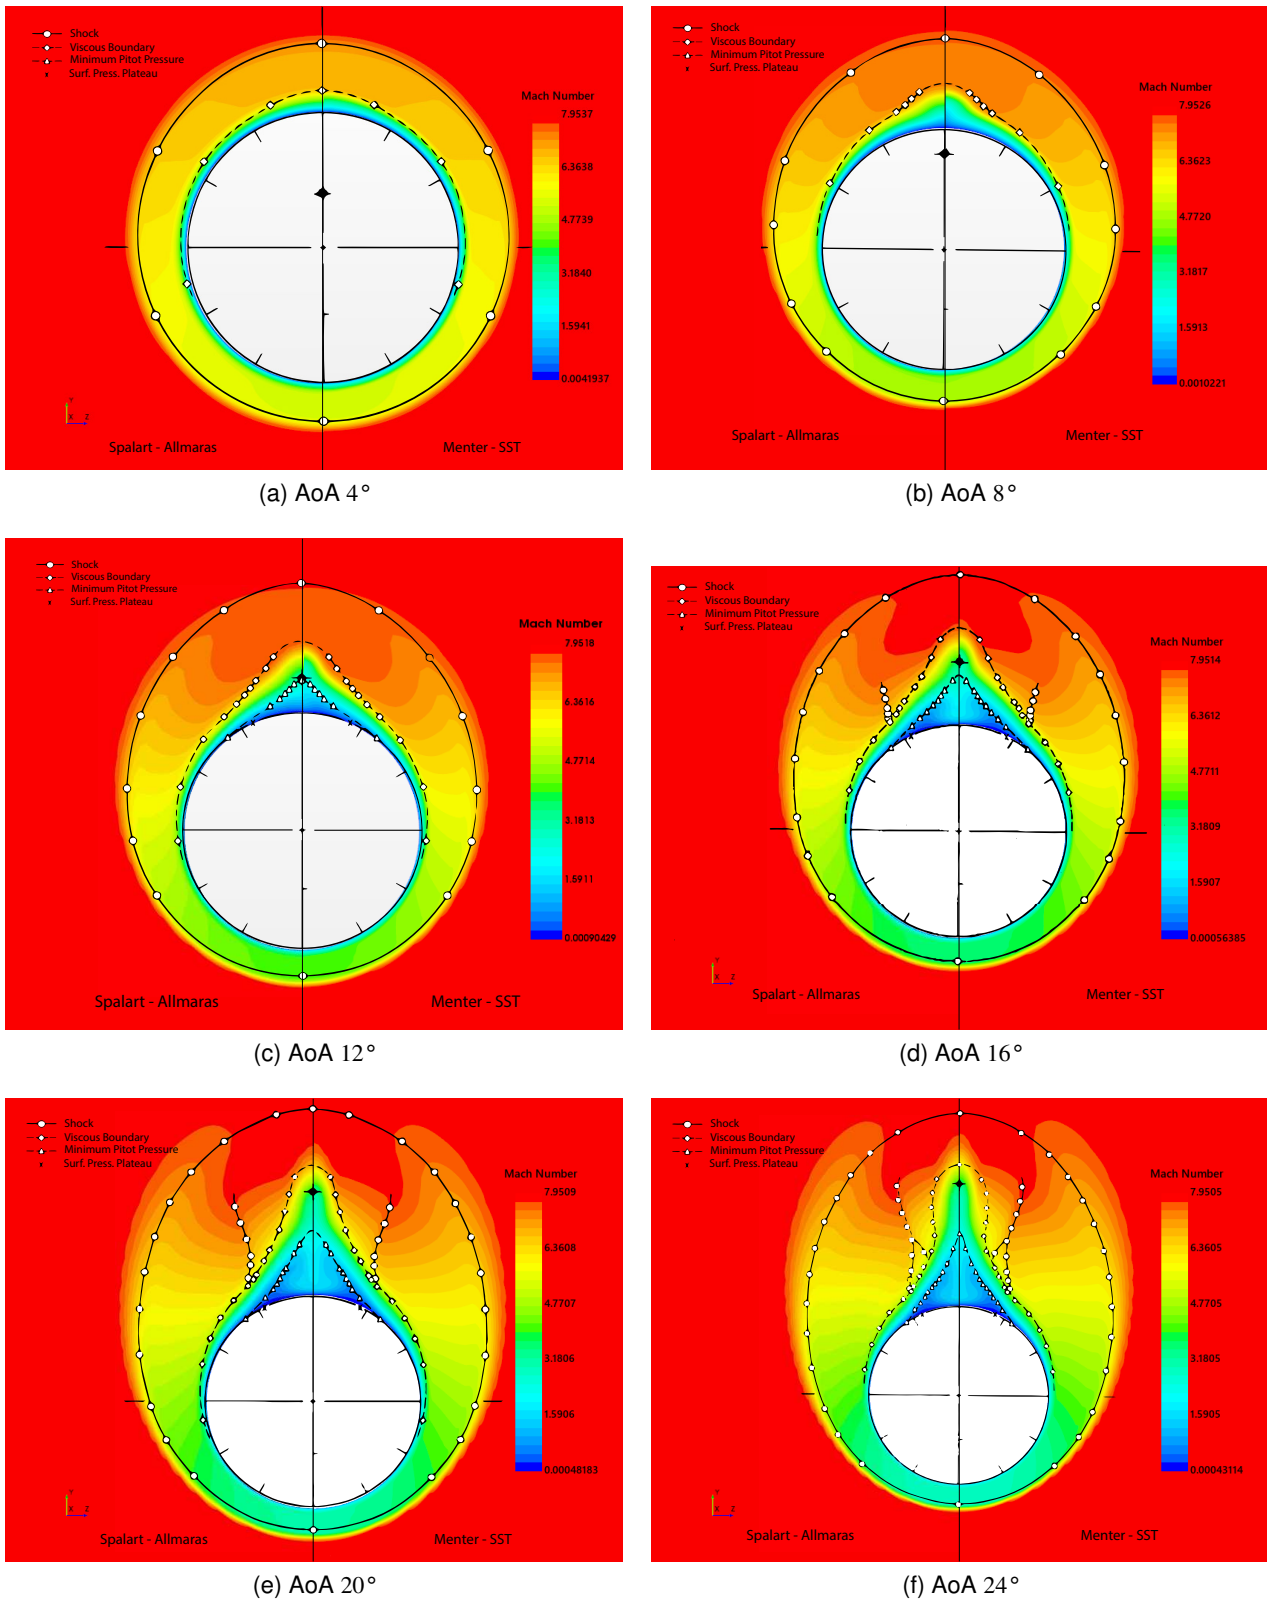 Shock
Viscous Boundary
Minimum Pitot Pressure
Surf. Press. Plateau
Mach Number
7.9537
6.3638
4.7739
3.1840
1.5941
0.0041937
Y
X Z
Spalart - Allmaras
Menter - SST
(a) AoA 4°
Shock
Viscous Boundary
Minimum Pitot Pressure
Surf. Press. Plateau
Mach Number
7.9526
6.3623
4.7720
3.1817
1.5913
0.0010221
Spalart - Allmaras
Menter - SST
(b) AoA 8°
Shock
Viscous Boundary
Minimum Pitot Pressure
Surf. Press. Plateau
Mach Number
7.9518
6.3616
4.7714
3.1813
1.5911
0.00090429
Spalart - Allmaras
Menter - SST
(c) AoA 12°
Shock
Viscous Boundary
Minimum Pitot Pressure
Surf. Press. Plateau
Mach Number
7.9514
6.3612
4.7711
3.1809
1.5907
0.00056385
Y
X Z
Spalart - Allmaras
Menter - SST
(d) AoA 16°
Shock
Viscous Boundary
Minimum Pitot Pressure
Surf. Press. Plateau
Mach Number
7.9509
6.3608
4.7707
3.1806
1.5906
0.00048183
Y
X Z
Spalart - Allmaras
Menter - SST
(e) AoA 20°
Shock
Viscous Boundary
Minimum Pitot Pressure
Surf. Press. Plateau
Mach Number
7.9505
6.3605
4.7705
3.1805
1.5905
0.00043114
Y
X Z
Spalart - Allmaras
Menter - SST
(f) AoA 24°